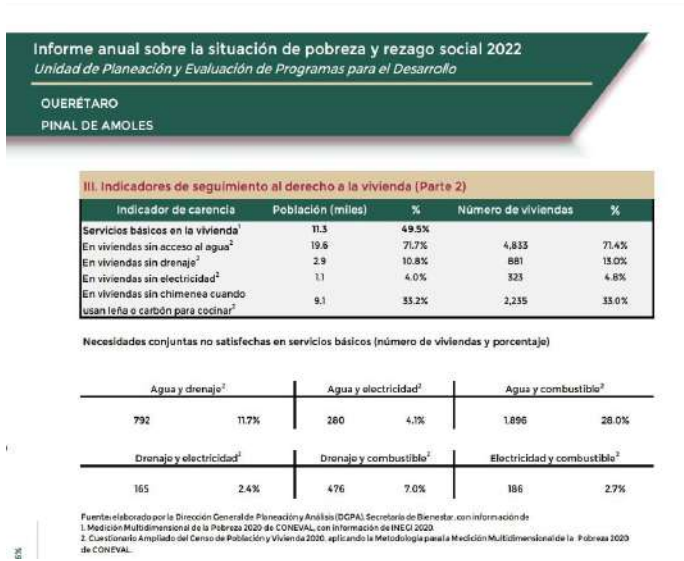 Informe anual sobre la situación de pobreza y rezago social 2022
Unidad de Planeación y Evaluación de Programas para el Desarrollo
QUERÉTARO
PINAL DE AMOLES
III. Indicadores de seguimiento al derecho a la vivienda (Parte 2)
Indicador de carencia Población (miles) % Número de viviendas %
Servicios básicos en la vivienda¹ 11.3 49.5%
En viviendas sin acceso al agua² 19.6 71.7% 4,833 71.4%
En viviendas sin drenaje² 2.9 10.8% 881 13.0%
En viviendas sin electricidad² 1.1 4.0% 323 4.8%
En viviendas sin chimenea cuando
usan leña o carbón para cocinar² 9.1 33.2% 2,235 33.0%
Necesidades conjuntas no satisfechas en servicios básicos (número de viviendas y porcentaje)
Agua y drenaje² Agua y electricidad² Agua y combustible²
792 11.7% 280 4.1% 1,896 28.0%
Drenaje y electricidad² Drenaje y combustible² Electricidad y combustible²
165 2.4% 476 7.0% 186 2.7%
Fuente: elaborado por la Dirección General de Planeación y Análisis (DGPA), Secretaría de Bienestar, con información de
1. Medición Multidimensional de la Pobreza 2020 de CONEVAL, con información de INEGI 2020.
2. Cuestionario Ampliado del Censo de Población y Vivienda 2020, aplicando la Metodología para la Medición Multidimensional de la Pobreza 2020
de CONEVAL.